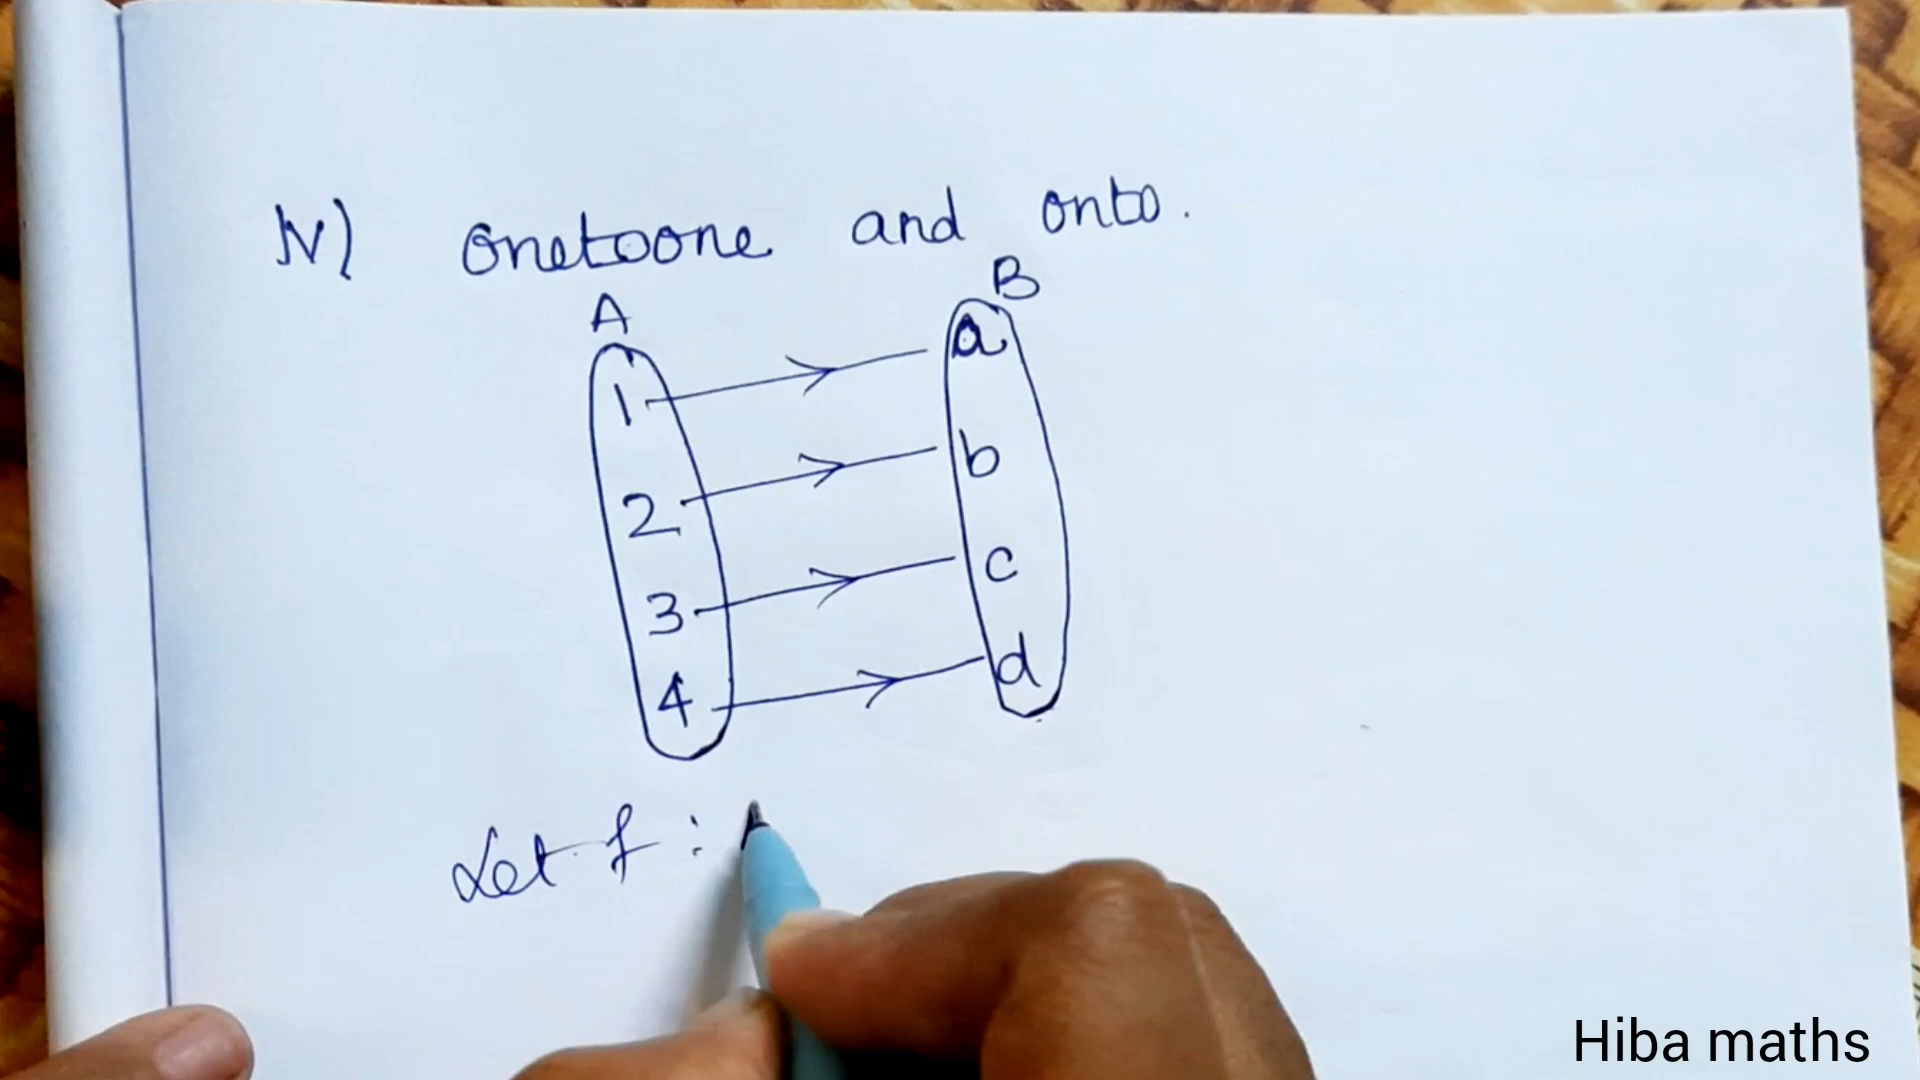 IV) onetoone and onto.
A B
1 a
2 b
3 c
4 d
Let f :
Hiba maths